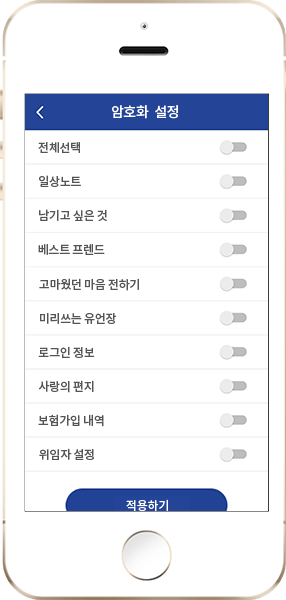 암호화 설정
전체선택
일상노트
남기고 싶은 것
베스트 프렌드
고마웠던 마음 전하기
미리쓰는 유언장
로그인 정보
사랑의 편지
보험가입 내역
위임자 설정
적용하기